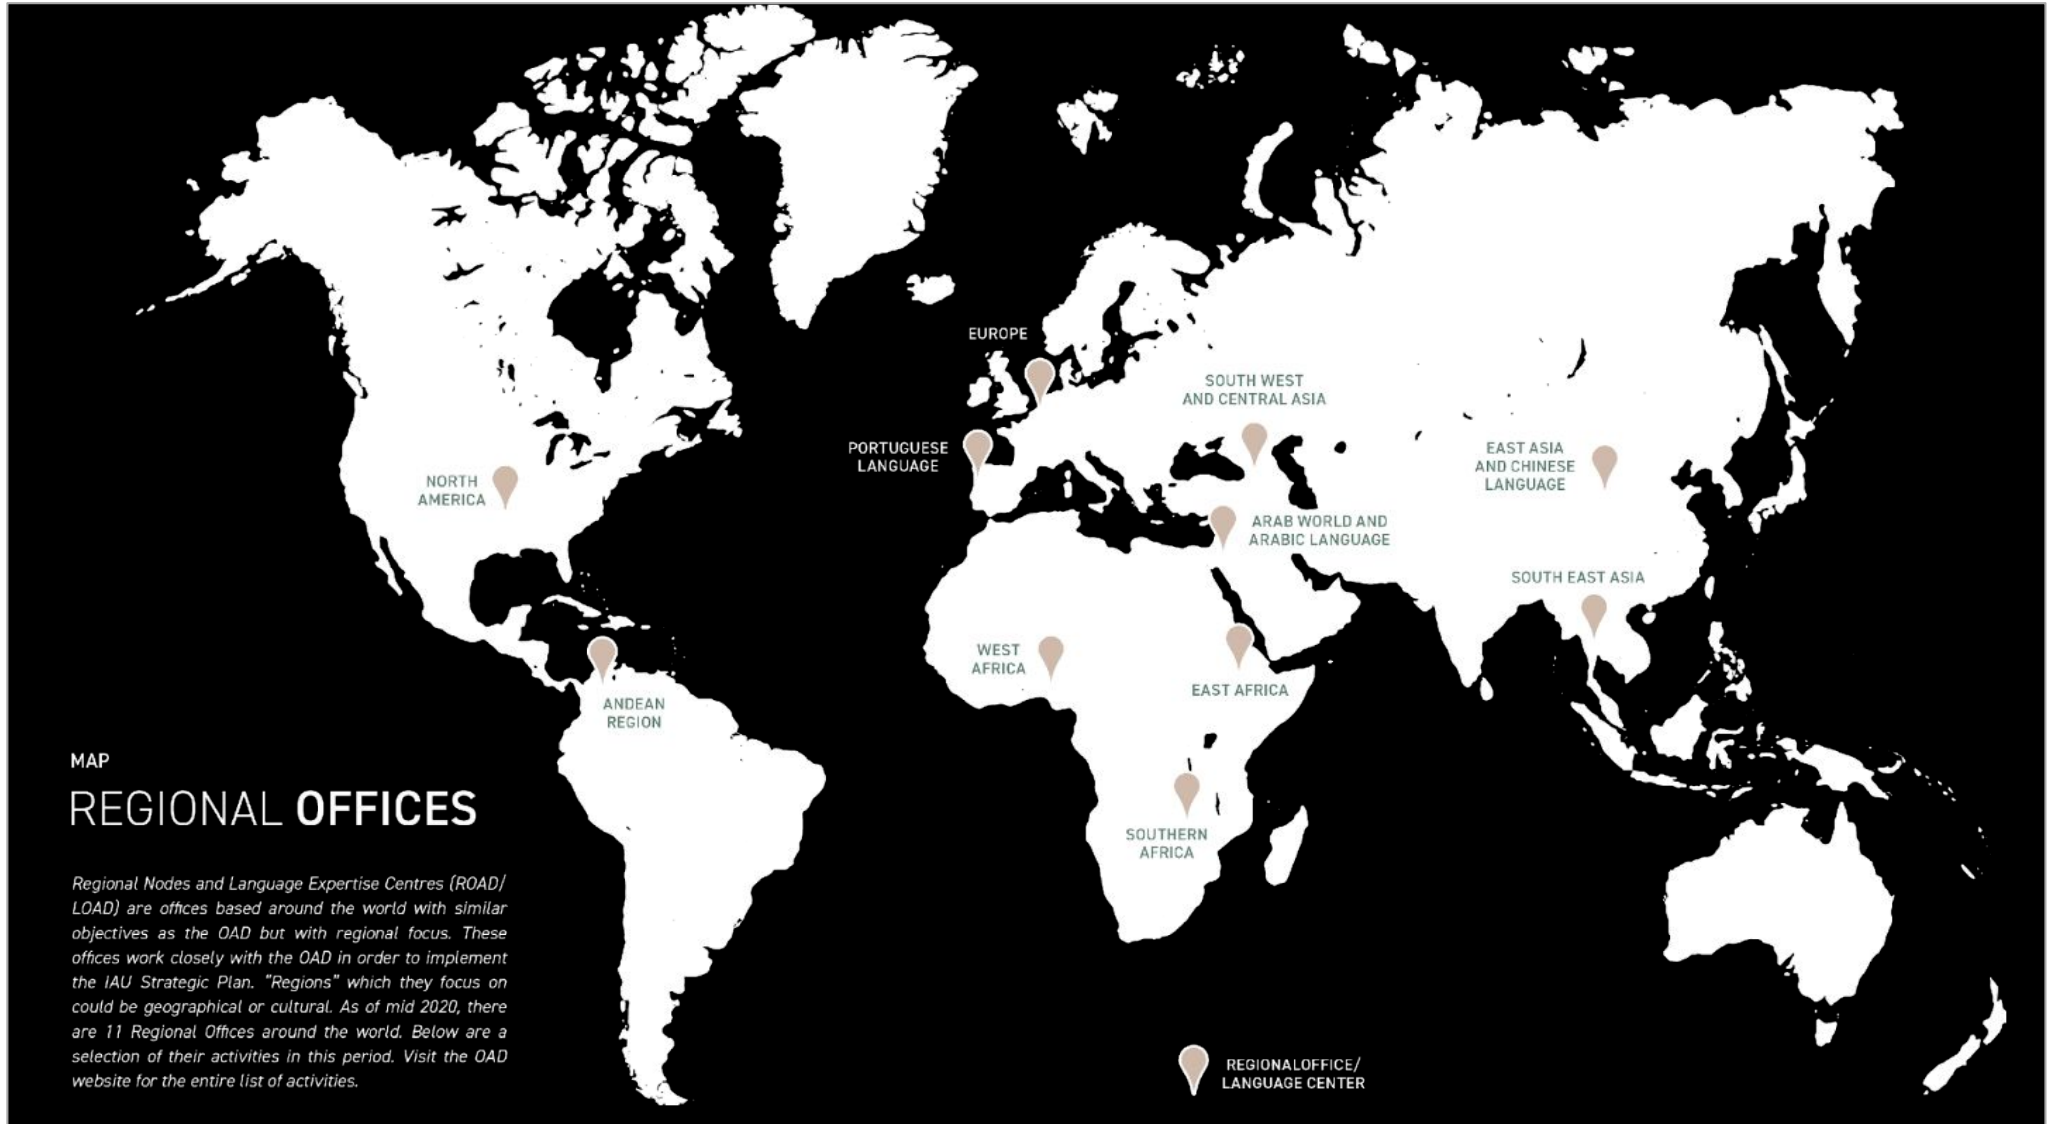 EUROPE
SOUTH WEST
AND CENTRAL ASIA
PORTUGUESE
LANGUAGE
EAST ASIA
AND CHINESE
LANGUAGE
NORTH
AMERICA
ARAB WORLD AND
ARABIC LANGUAGE
SOUTH EAST ASIA
WEST
AFRICA
EAST AFRICA
ANDEAN
REGION
SOUTHERN
AFRICA
MAP
REGIONAL OFFICES
Regional Nodes and Language Expertise Centres (ROAD/
LOAD) are offices based around the world with similar
objectives as the OAD but with regional focus. These
offices work closely with the OAD in order to implement
the IAU Strategic Plan. "Regions" which they focus on
could be geographical or cultural. As of mid 2020, there
are 11 Regional Offices around the world. Below are a
selection of their activities in this period. Visit the OAD
website for the entire list of activities.
REGIONALOFFICE/
LANGUAGE CENTER